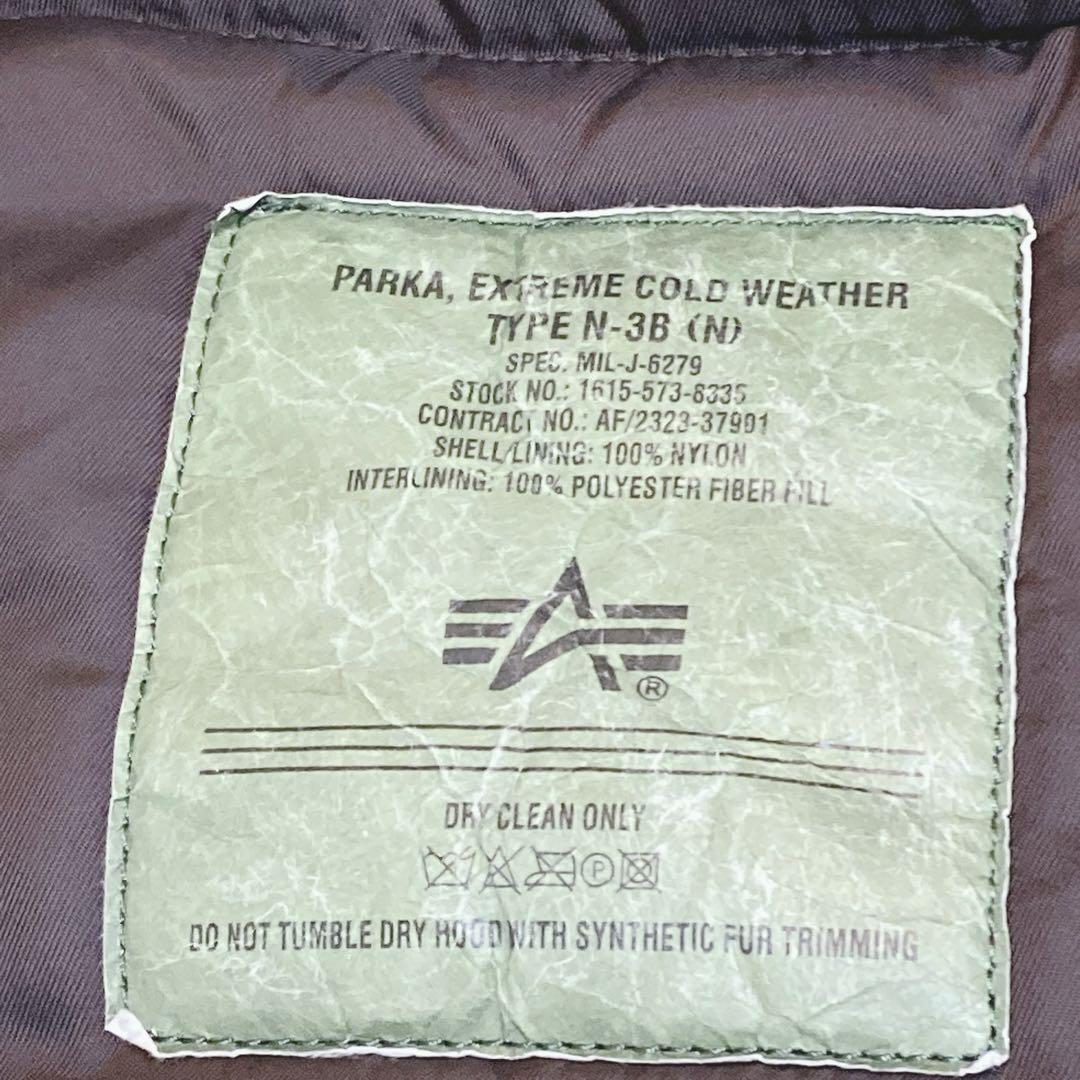 PARKA, EXTREME COLD WEATHER
TYPE N-3B (N)
SPEC. MIL-J-6279
STOCK NO.: 1615-573-8335
CONTRACT NO.: AF/2323-37991
SHELL/LINING: 100% NYLON
INTERLINING: 100% POLYESTER FIBER FILL
®
DRY CLEAN ONLY
P
DO NOT TUMBLE DRY HOOD WITH SYNTHETIC FUR TRIMMING